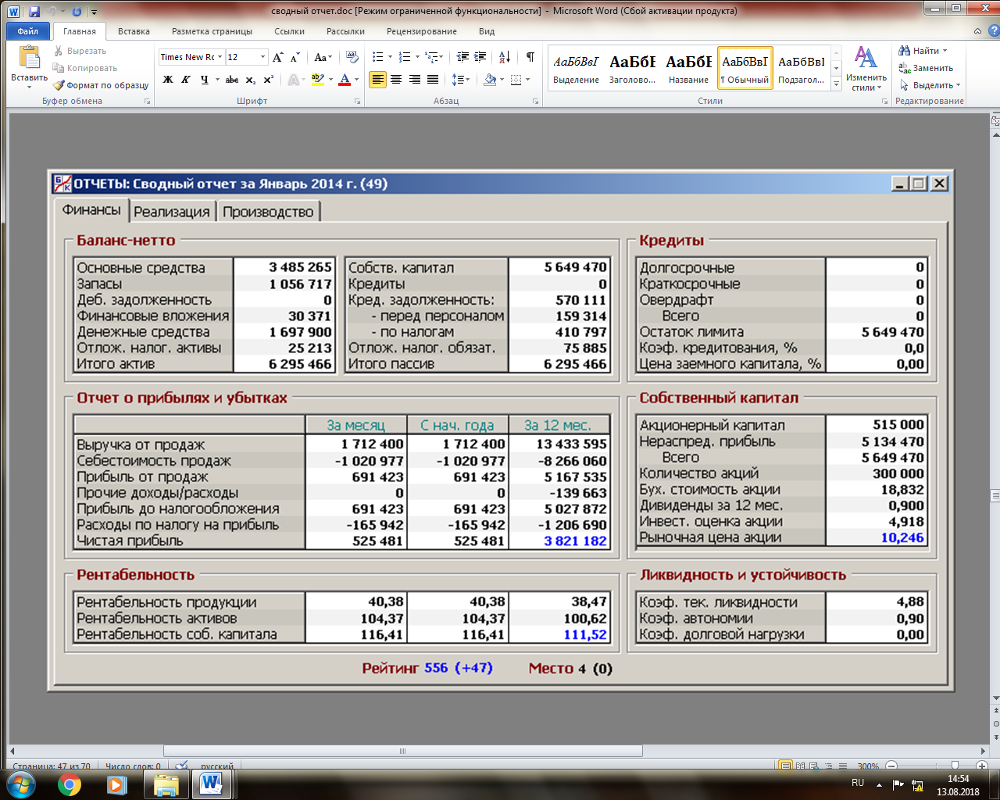 сводный отчет.doc [Режим ограниченной функциональности] - Microsoft Word (Сбой активации продукта)
Файл Главная Вставка Разметка страницы Ссылки Рассылки Рецензирование Вид
Вставить
Вырезать
Копировать
Формат по образцу
Буфер обмена
Times New Rc 12
Ж К Ч abc x₂ x² A ab A
Aa
Шрифт
Абзац
АаБбВвІ АаБбІ АаБбВ АаБбВвІ АаБбВвІ
Выделение Заголово... Название ¶ Обычный Подзагол...
Изменить стили
Стили
Найти
Заменить
Выделить
Редактирование
БК ОТЧЕТЫ: Сводный отчет за Январь 2014 г. (49)
Финансы Реализация Производство
Баланс-нетто
Основные средства 3 485 265
Запасы 1 056 717
Деб. задолженность 0
Финансовые вложения 30 371
Денежные средства 1 697 900
Отлож. налог. активы 25 213
Итого актив 6 295 466
Собств. капитал 5 649 470
Кредиты 0
Кред. задолженность: 570 111
- перед персоналом 159 314
- по налогам 410 797
Отлож. налог. обязат. 75 885
Итого пассив 6 295 466
Кредиты
Долгосрочные 0
Краткосрочные 0
Овердрафт 0
Всего 0
Остаток лимита 5 649 470
Коэф. кредитования, % 0,0
Цена заемного капитала, % 0,00
Отчет о прибылях и убытках
За месяц С нач. года За 12 мес.
Выручка от продаж 1 712 400 1 712 400 13 433 595
Себестоимость продаж -1 020 977 -1 020 977 -8 266 060
Прибыль от продаж 691 423 691 423 5 167 535
Прочие доходы/расходы 0 0 -139 663
Прибыль до налогообложения 691 423 691 423 5 027 872
Расходы по налогу на прибыль -165 942 -165 942 -1 206 690
Чистая прибыль 525 481 525 481 3 821 182
Собственный капитал
Акционерный капитал 515 000
Нераспред. прибыль 5 134 470
Всего 5 649 470
Количество акций 300 000
Бух. стоимость акции 18,832
Дивиденды за 12 мес. 0,900
Инвест. оценка акции 4,918
Рыночная цена акции 10,246
Рентабельность
Рентабельность продукции 40,38 40,38 38,47
Рентабельность активов 104,37 104,37 100,62
Рентабельность соб. капитала 116,41 116,41 111,52
Ликвидность и устойчивость
Коэф. тек. ликвидности 4,88
Коэф. автономии 0,90
Коэф. долговой нагрузки 0,00
Рейтинг 556 (+47) Место 4 (0)
Страница: 47 из 70 Число слов: 0 русский 300%
RU 14:54
13.08.2018